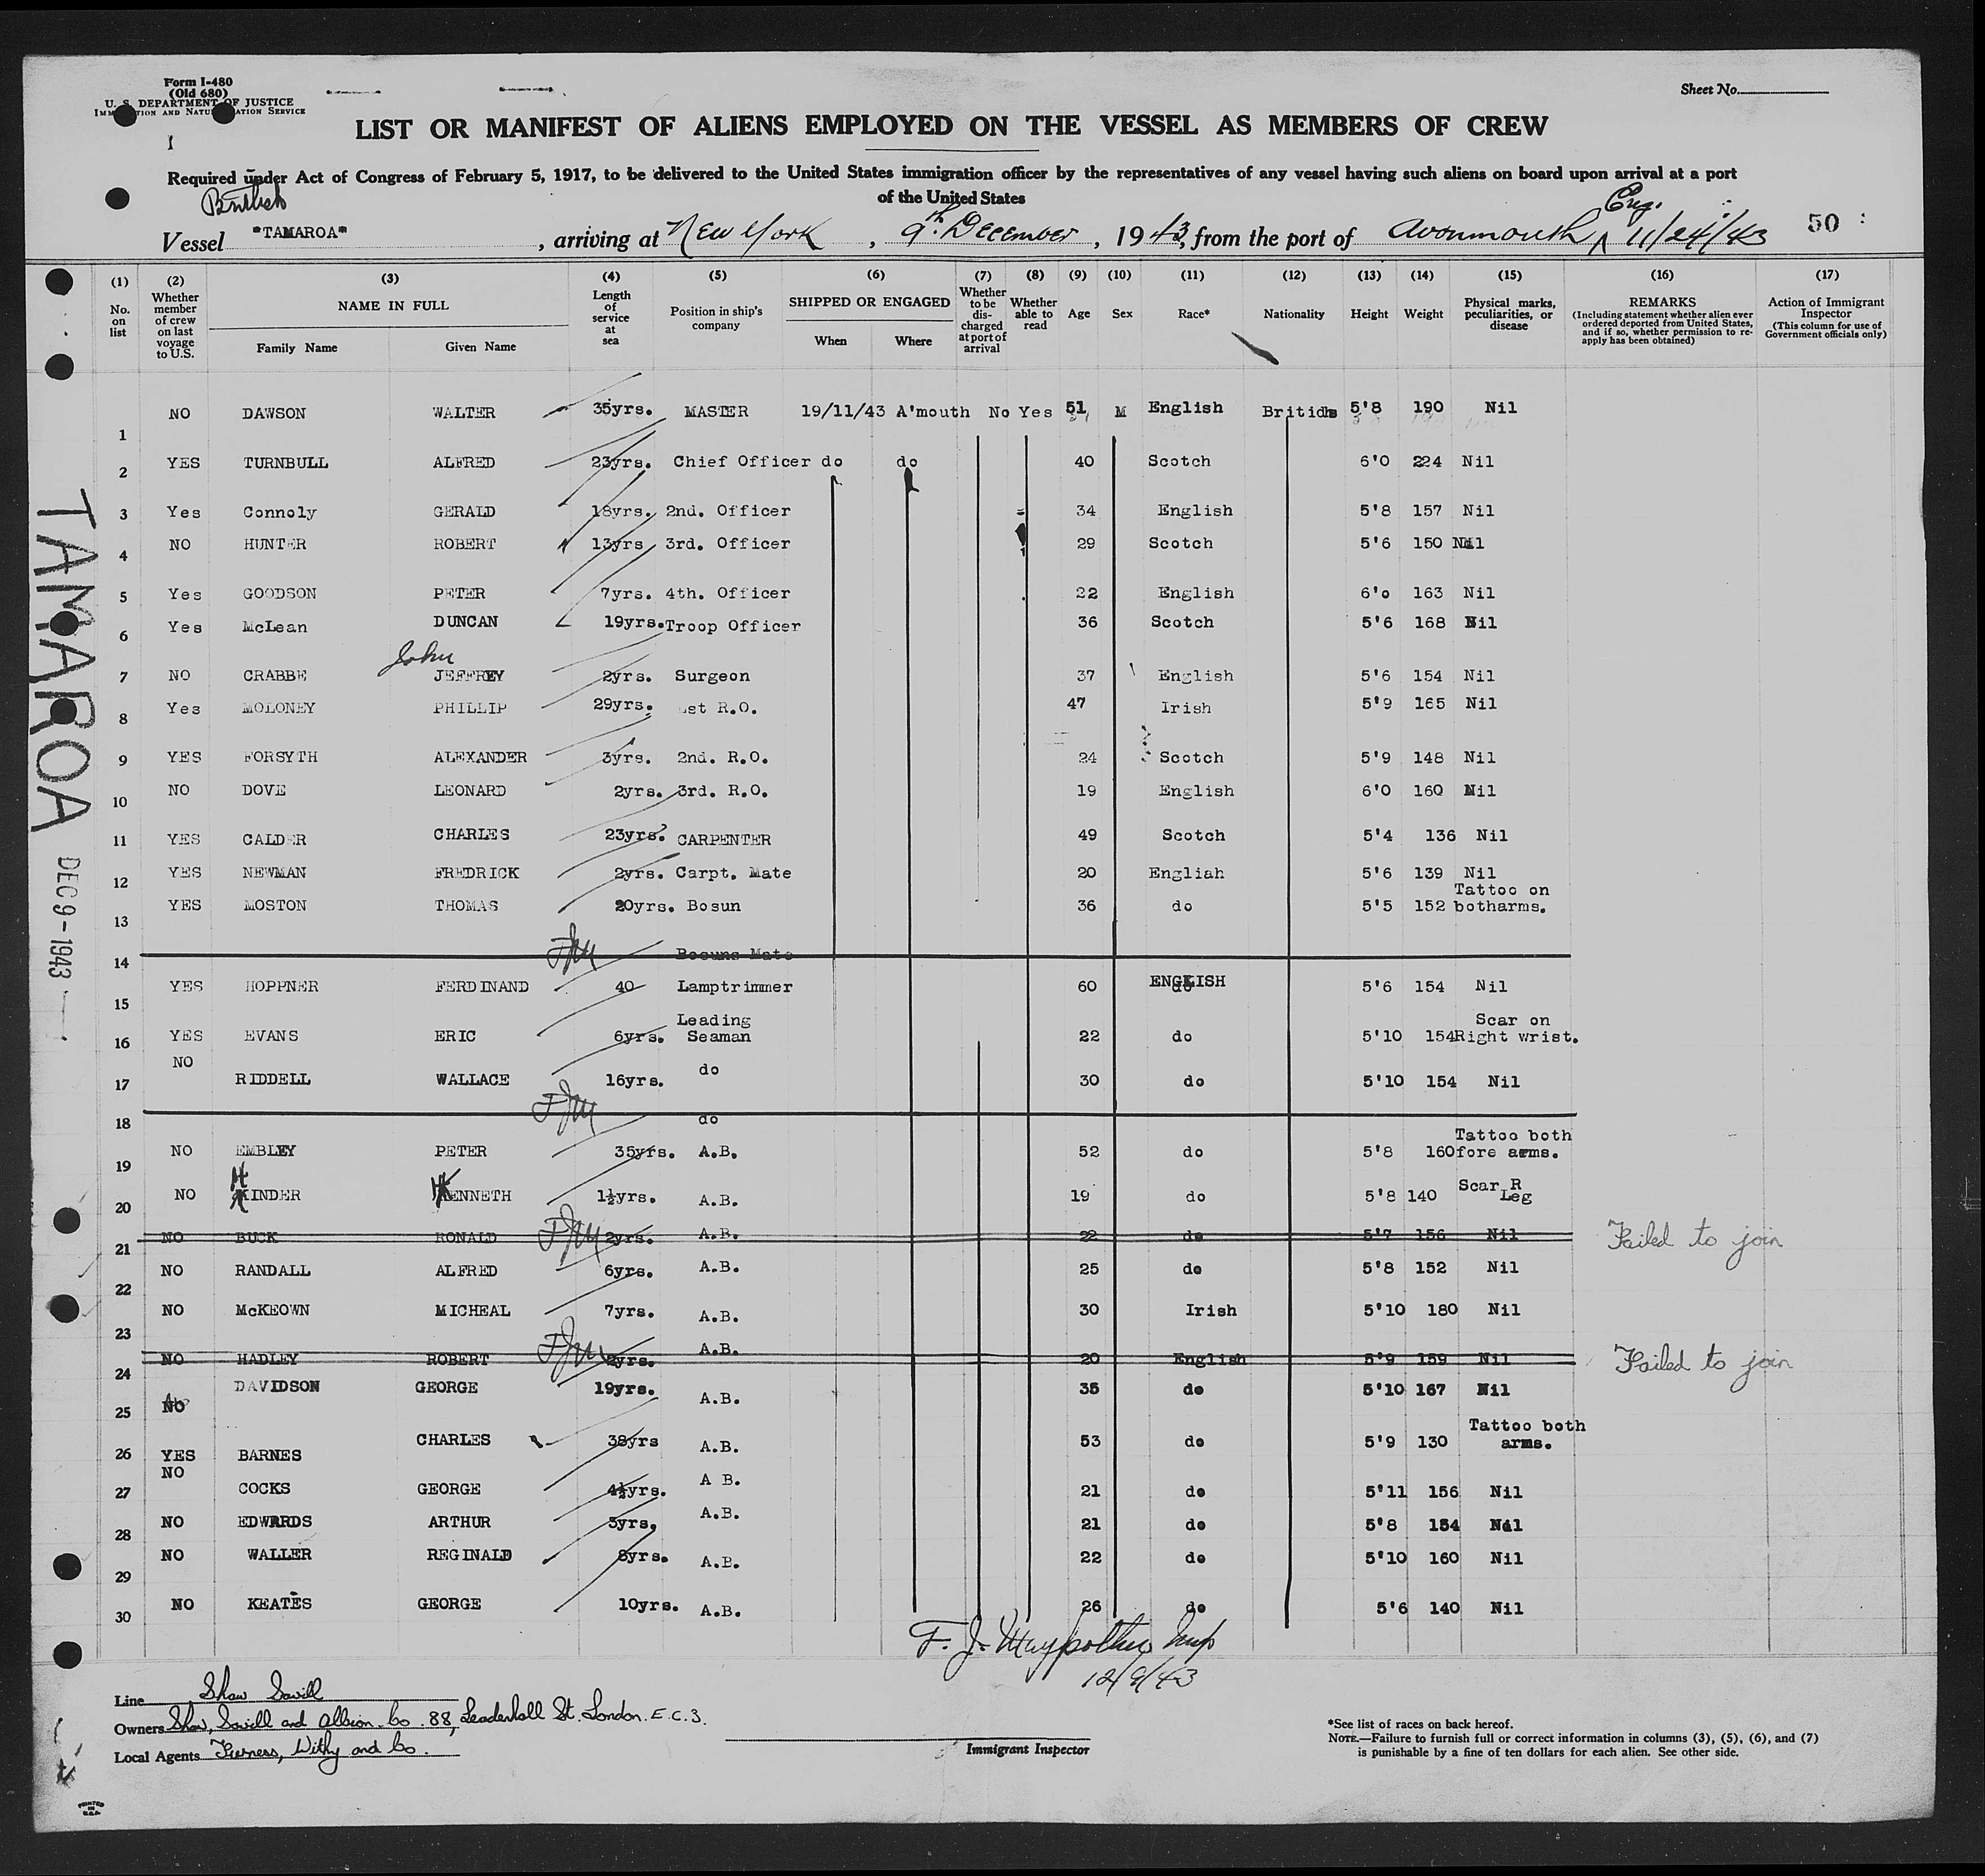 Form I-480
(Old 680)
U. S. DEPARTMENT OF JUSTICE
IMMIGRATION AND NATURALIZATION SERVICE
Sheet No.
LIST OR MANIFEST OF ALIENS EMPLOYED ON THE VESSEL AS MEMBERS OF CREW
Required under Act of Congress of February 5, 1917, to be delivered to the United States immigration officer by the representatives of any vessel having such aliens on board upon arrival at a port
of the United States
British
Vessel "TAMAROA", arriving at New York, 9th December, 1943, from the port of Avonmouth Eng. 11/24/43 50
(1) (2) (3) (4) (5) (6) (7) (8) (9) (10) (11) (12) (13) (14) (15) (16) (17)
No. on list
Whether member of crew on last voyage to U.S.
NAME IN FULL
Family Name Given Name
Length of service at sea
Position in ship's company
SHIPPED OR ENGAGED
When Where
Whether to be discharged at port of arrival
Whether able to read
Age
Sex
Race*
Nationality
Height
Weight
Physical marks, peculiarities, or disease
REMARKS
(Including statement whether alien ever ordered deported from United States, and if so, whether permission to re-apply has been obtained)
Action of Immigrant Inspector
(This column for use of Government officials only)
1 NO DAWSON WALTER 35yrs. MASTER 19/11/43 A'mouth No Yes 51 M English British 5'8 190 Nil
2 YES TURNBULL ALFRED 23yrs. Chief Officer do do 40 Scotch 6'0 224 Nil
3 Yes Connoly GERALD 18yrs. 2nd. Officer 34 English 5'8 157 Nil
4 NO HUNTER ROBERT 13yrs 3rd. Officer 29 Scotch 5'6 150 Nil
5 Yes GOODSON PETER 7yrs. 4th. Officer 22 English 6'o 163 Nil
6 Yes McLean DUNCAN 19yrs. Troop Officer 36 Scotch 5'6 168 Nil
7 NO CRABBE John JEFFREY 2yrs. Surgeon 37 English 5'6 154 Nil
8 Yes MOLONEY PHILLIP 29yrs. 1st R.O. 47 Irish 5'9 165 Nil
9 YES FORSYTH ALEXANDER 3yrs. 2nd. R.O. 24 Scotch 5'9 148 Nil
10 NO DOVE LEONARD 2yrs. 3rd. R.O. 19 English 6'0 160 Nil
11 YES CALDER CHARLES 23yrs. CARPENTER 49 Scotch 5'4 136 Nil
12 YES NEWMAN FREDRICK 2yrs. Carpt. Mate 20 Engliah 5'6 139 Nil
13 YES MOSTON THOMAS 20yrs. Bosun 36 do 5'5 152 Tattoo on botharms.
14 FJM Bosuns Mate
15 YES HOPPNER FERDINAND 40 Lamptrimmer 60 ENGLISH 5'6 154 Nil
16 YES EVANS ERIC 6yrs. Leading Seaman 22 do 5'10 154 Scar on Right wrist.
17 NO RIDDELL WALLACE 16yrs. do 30 do 5'10 154 Nil
18 FJM do
19 NO EMBLEY PETER 35yrs. A.B. 52 do 5'8 160 Tattoo both fore arms.
20 NO HINDER KENNETH 1½yrs. A.B. 19 do 5'8 140 Scar R Leg
21 NO BUCK RONALD FJM 2yrs. A.B. 22 do 5'7 156 Nil Failed to join
22 NO RANDALL ALFRED 6yrs. A.B. 25 do 5'8 152 Nil
23 NO McKEOWN MICHEAL 7yrs. A.B. 30 Irish 5'10 180 Nil
24 NO HADLEY ROBERT FJM 2yrs. A.B. 20 English 5'9 159 Nil Failed to join
25 NO DAVIDSON GEORGE 19yrs. A.B. 35 do 5'10 167 Nil
26 YES BARNES CHARLES 38yrs A.B. 53 do 5'9 130 Tattoo both arms.
27 NO COCKS GEORGE 4½yrs. A B. 21 do 5'11 156 Nil
28 NO EDWARDS ARTHUR 3yrs. A.B. 21 do 5'8 154 Nil
29 NO WALLER REGINALD 8yrs. A.B. 22 do 5'10 160 Nil
30 NO KEATES GEORGE 10yrs. A.B. 26 do 5'6 140 Nil
TAMAROA
DEC 9-1943
F. J. Insp
12/9/43
Line Shaw Savill
Owners Shaw, Savill and Albion. Co. 88, Leadenhall St. London. E.C.3.
Local Agents Furness, Withy and Co.
Immigrant Inspector
*See list of races on back hereof.
NOTE.—Failure to furnish full or correct information in columns (3), (5), (6), and (7)
is punishable by a fine of ten dollars for each alien. See other side.
PRINTED IN U.S.A.